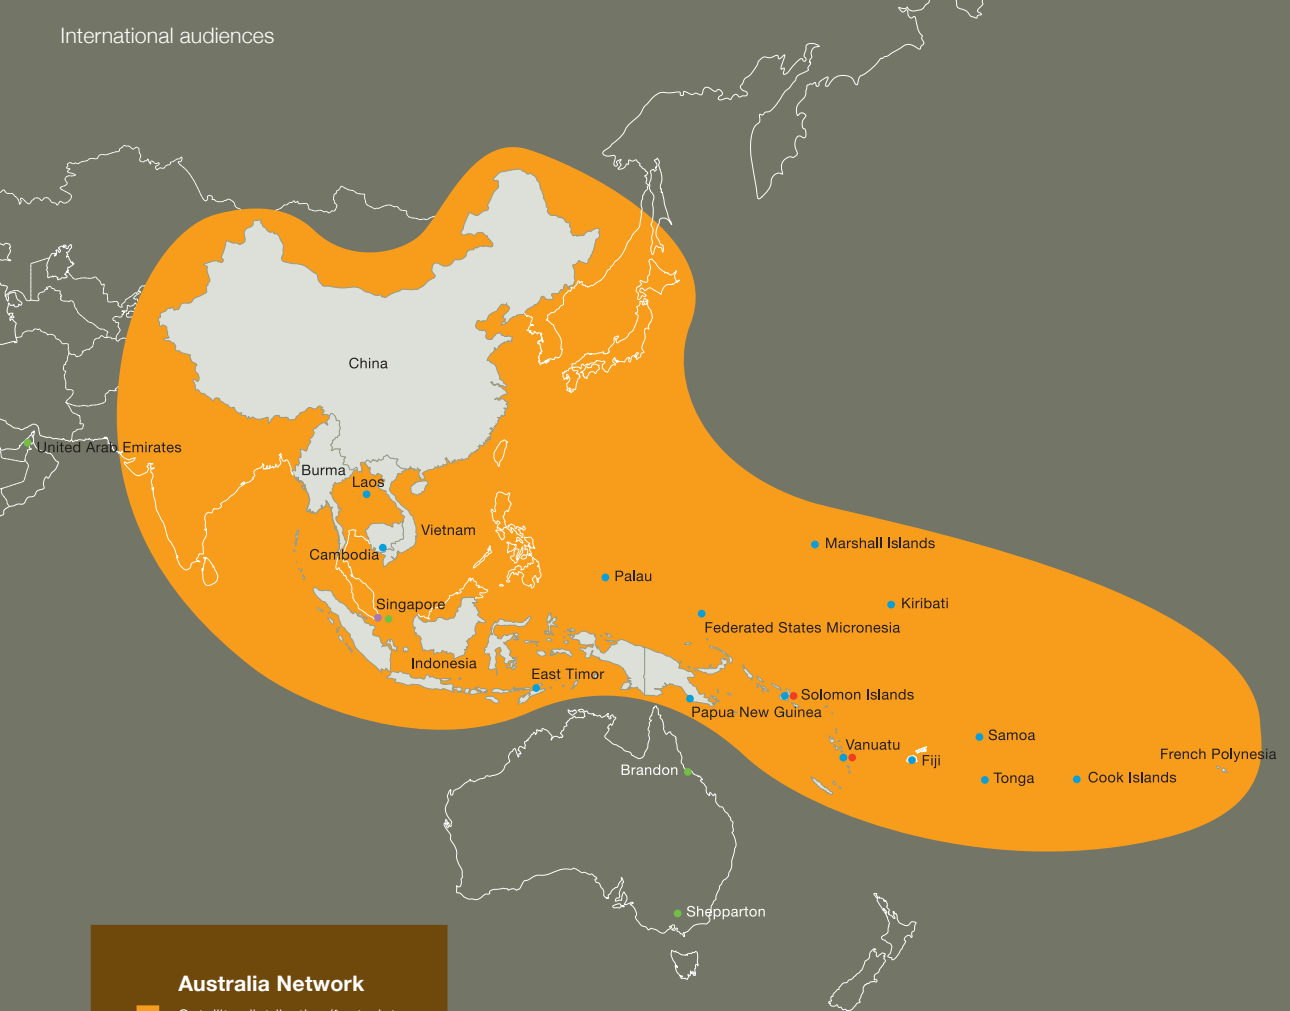 International audiences
China
United Arab Emirates
Burma
Laos
Vietnam
Cambodia
Marshall Islands
Palau
Singapore
Kiribati
Federated States Micronesia
Indonesia
East Timor
Solomon Islands
Papua New Guinea
Samoa
Vanuatu
French Polynesia
Fiji
Brandon
Tonga
Cook Islands
Shepparton
Australia Network